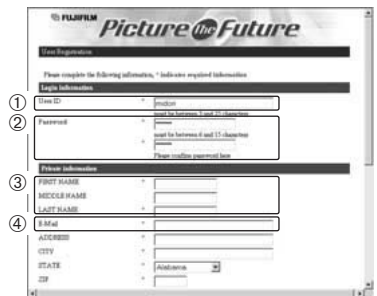 FUJIFILM
Picture the Future
User Registration
Please complete the following information, * indicates required information
Login information
① User ID *
must be between 3 and 25 characters
② Password *
must be between 6 and 15 characters
*
Please confirm password here
Private information
③ FIRST NAME *
MIDDLE NAME
LAST NAME *
④ E-Mail *
ADDRESS *
CITY *
STATE * Alabama
ZIP *